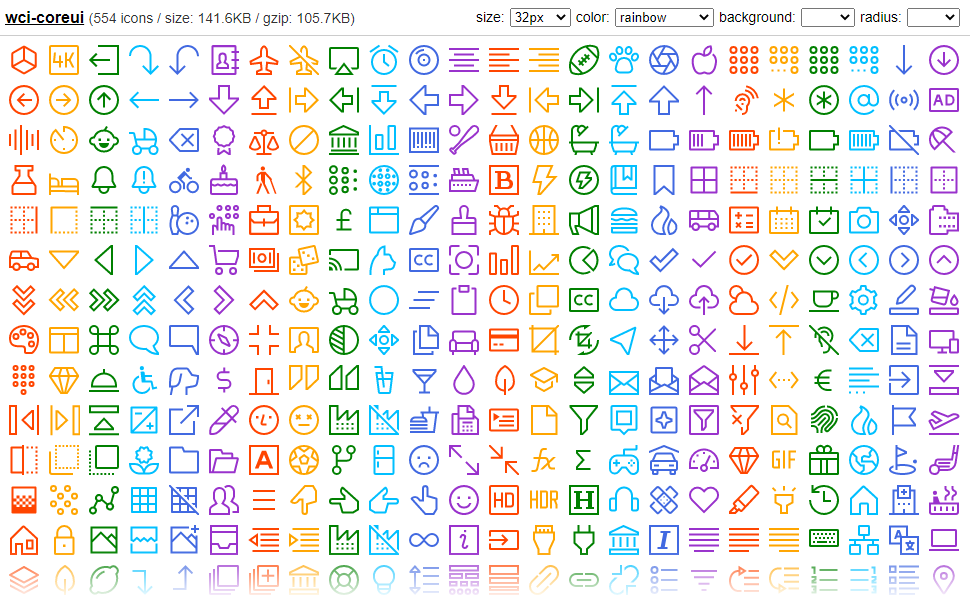 wci-coreui (554 icons / size: 141.6KB / gzip: 105.7KB) size: 32px color: rainbow background: radius:
4K
AD
B
£
CC
CC
$ €
A fx Σ GIF
HD HDR H
i I